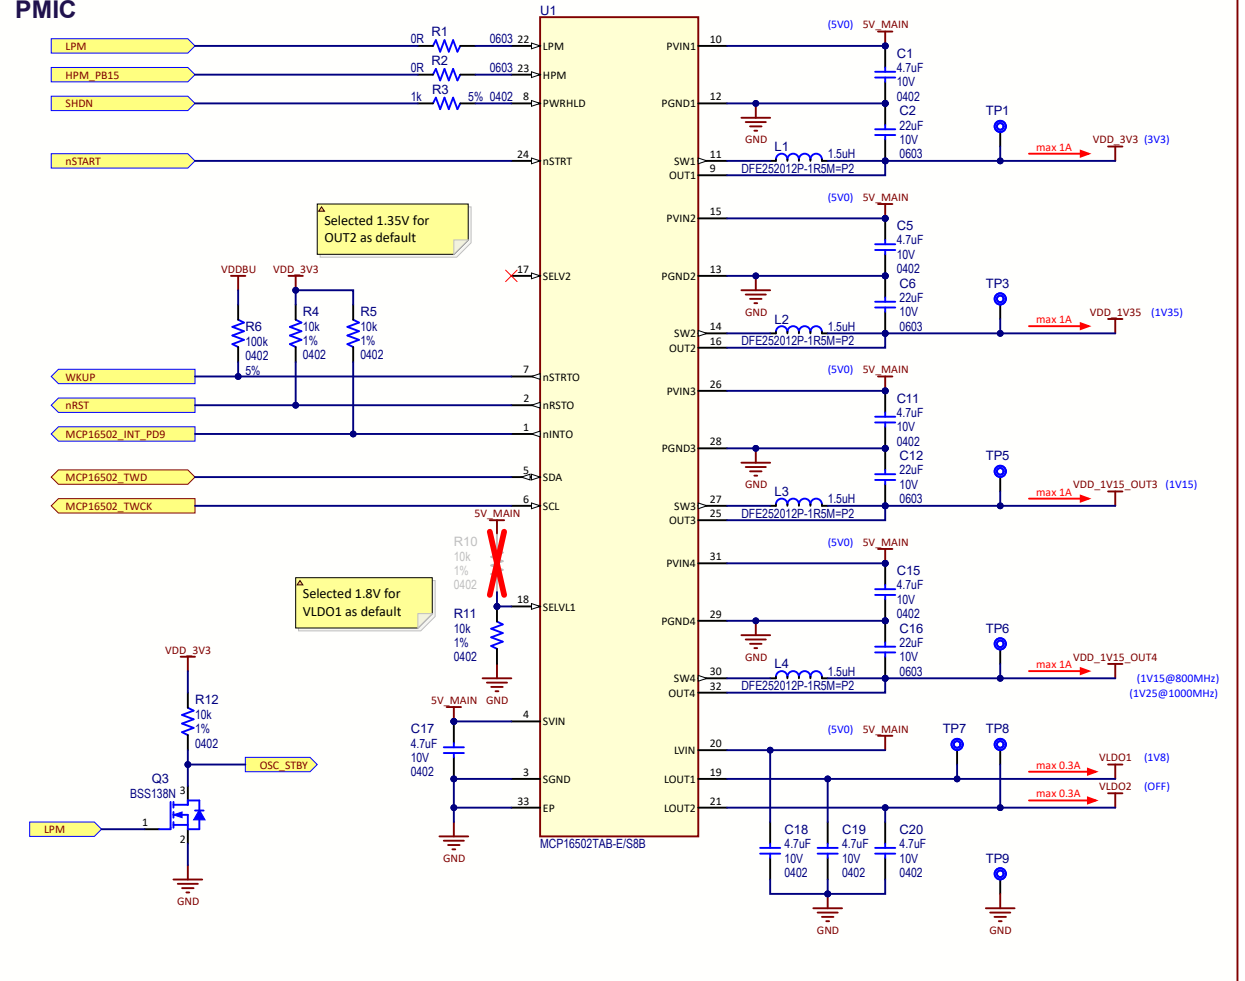 PMIC
U1
LPM
0R
R1
0603
22
LPM
HPM_PB15
0R
R2
0603
23
HPM
SHDN
1k
R3
5%
0402
8
PWRHLD
nSTART
24
nSTRT
Selected 1.35V for
OUT2 as default
17
SELV2
VDDBU
VDD_3V3
R6
100k
0402
5%
R4
10k
1%
0402
R5
10k
1%
0402
WKUP
7
nSTRTO
nRST
2
nRSTO
MCP16502_INT_PD9
1
nINTO
MCP16502_TWD
5
SDA
MCP16502_TWCK
6
SCL
5V_MAIN
R10
10k
1%
0402
Selected 1.8V for
VLDO1 as default
18
SELVL1
R11
10k
1%
0402
GND
VDD_3V3
R12
10k
1%
0402
OSC_STBY
Q3
BSS138N
3
1
2
LPM
GND
5V_MAIN
C17
4.7uF
10V
0402
4
SVIN
3
SGND
33
EP
GND
MCP16502TAB-E/S8B
(5V0)
5V_MAIN
PVIN1
10
C1
4.7uF
10V
0402
PGND1
12
GND
C2
22uF
10V
0603
TP1
SW1
11
L1
1.5uH
OUT1
9
DFE252012P-1R5M=P2
max 1A
VDD_3V3
(3V3)
(5V0)
5V_MAIN
PVIN2
15
C5
4.7uF
10V
0402
PGND2
13
GND
C6
22uF
10V
0603
TP3
SW2
14
L2
1.5uH
OUT2
16
DFE252012P-1R5M=P2
max 1A
VDD_1V35
(1V35)
(5V0)
5V_MAIN
PVIN3
26
C11
4.7uF
10V
0402
PGND3
28
GND
C12
22uF
10V
0603
TP5
SW3
27
L3
1.5uH
OUT3
25
DFE252012P-1R5M=P2
max 1A
VDD_1V15_OUT3
(1V15)
(5V0)
5V_MAIN
PVIN4
31
C15
4.7uF
10V
0402
PGND4
29
GND
C16
22uF
10V
0603
TP6
SW4
30
L4
1.5uH
OUT4
32
DFE252012P-1R5M=P2
max 1A
VDD_1V15_OUT4
(1V15@800MHz)
(1V25@1000MHz)
(5V0)
5V_MAIN
LVIN
20
TP7
TP8
LOUT1
19
max 0.3A
VLDO1
(1V8)
LOUT2
21
max 0.3A
VLDO2
(OFF)
C18
4.7uF
10V
0402
C19
4.7uF
10V
0402
C20
4.7uF
10V
0402
GND
TP9
GND